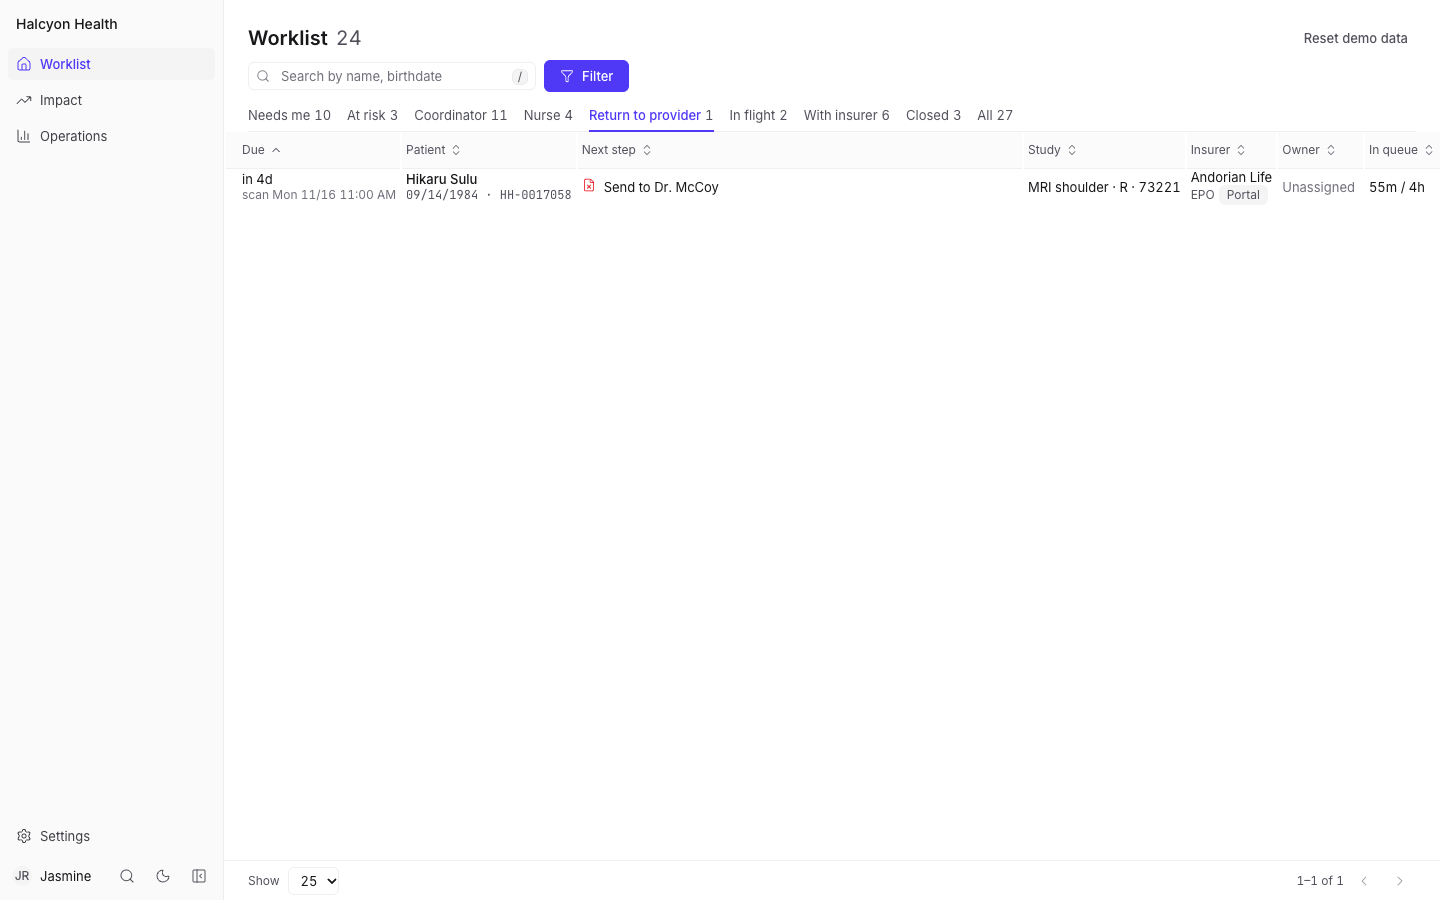 Halcyon Health
Worklist
Impact
Operations
Settings
JR Jasmine
Worklist 24
Reset demo data
Search by name, birthdate /
Filter
Needs me 10 At risk 3 Coordinator 11 Nurse 4 Return to provider 1 In flight 2 With insurer 6 Closed 3 All 27
Due Patient Next step Study Insurer Owner In queue
in 4d
scan Mon 11/16 11:00 AM
Hikaru Sulu
09/14/1984 · HH-0017058
Send to Dr. McCoy
MRI shoulder · R · 73221
Andorian Life
EPO Portal
Unassigned
55m / 4h
Show 25
1–1 of 1